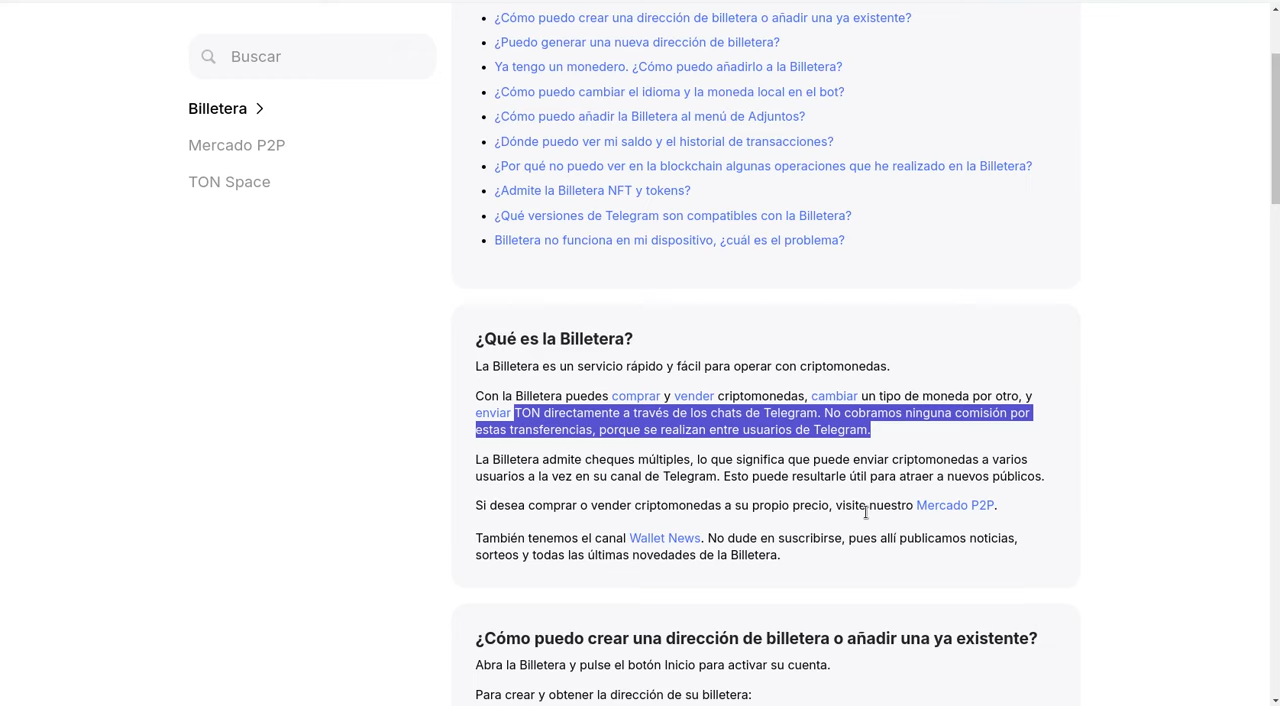 Buscar
Billetera
Mercado P2P
TON Space
¿Cómo puedo crear una dirección de billetera o añadir una ya existente?
¿Puedo generar una nueva dirección de billetera?
Ya tengo un monedero. ¿Cómo puedo añadirlo a la Billetera?
¿Cómo puedo cambiar el idioma y la moneda local en el bot?
¿Cómo puedo añadir la Billetera al menú de Adjuntos?
¿Dónde puedo ver mi saldo y el historial de transacciones?
¿Por qué no puedo ver en la blockchain algunas operaciones que he realizado en la Billetera?
¿Admite la Billetera NFT y tokens?
¿Qué versiones de Telegram son compatibles con la Billetera?
Billetera no funciona en mi dispositivo, ¿cuál es el problema?
¿Qué es la Billetera?
La Billetera es un servicio rápido y fácil para operar con criptomonedas.
Con la Billetera puedes comprar y vender criptomonedas, cambiar un tipo de moneda por otro, y
enviar TON directamente a través de los chats de Telegram. No cobramos ninguna comisión por
estas transferencias, porque se realizan entre usuarios de Telegram.
La Billetera admite cheques múltiples, lo que significa que puede enviar criptomonedas a varios
usuarios a la vez en su canal de Telegram. Esto puede resultarle útil para atraer a nuevos públicos.
Si desea comprar o vender criptomonedas a su propio precio, visite nuestro Mercado P2P.
También tenemos el canal Wallet News. No dude en suscribirse, pues allí publicamos noticias,
sorteos y todas las últimas novedades de la Billetera.
¿Cómo puedo crear una dirección de billetera o añadir una ya existente?
Abra la Billetera y pulse el botón Inicio para activar su cuenta.
Para crear y obtener la dirección de su billetera: